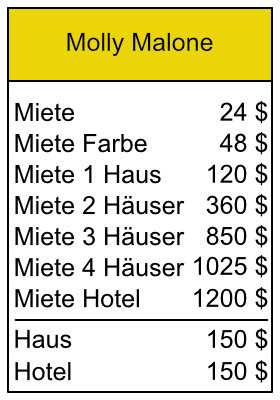 Molly Malone
Miete 24 $
Miete Farbe 48 $
Miete 1 Haus 120 $
Miete 2 Häuser 360 $
Miete 3 Häuser 850 $
Miete 4 Häuser 1025 $
Miete Hotel 1200 $
Haus 150 $
Hotel 150 $